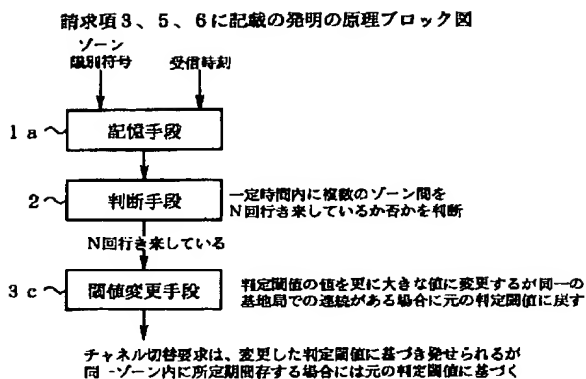 請求項3、5、6に記載の発明の原理ブロック図
ゾーン
識別符号
受信時刻
1a
記憶手段
2
判断手段
一定時間内に複数のゾーン間を
N回行き来しているか否かを判断
N回行き来している
3c
閾値変更手段
判定閾値の値を更に大きな値に変更するが同一の
基地局での連続がある場合に元の判定閾値に戻す
チャネル切替要求は、変更した判定閾値に基づき発せられるが
同一ゾーン内に所定期間存する場合には元の判定閾値に基づく